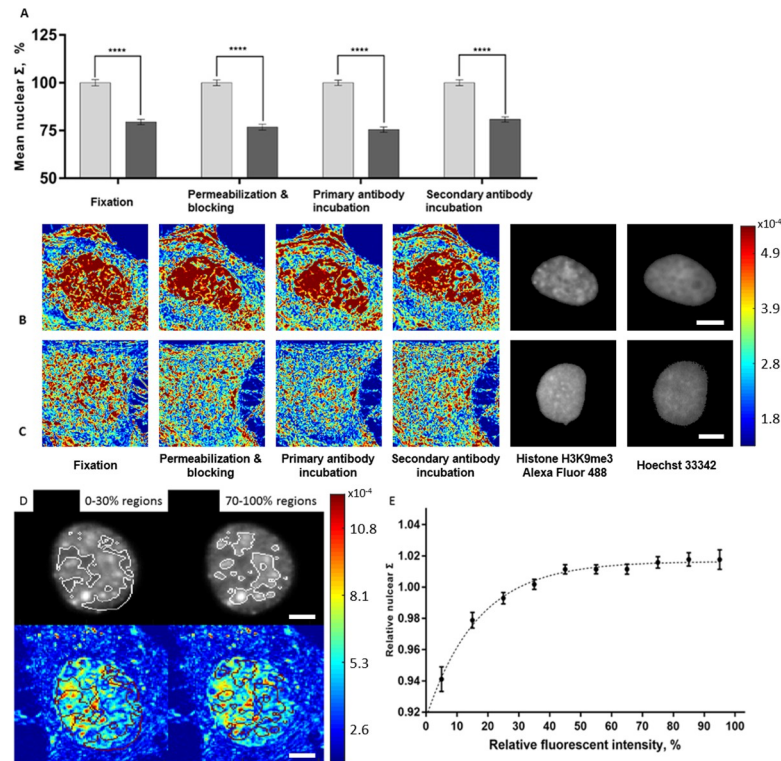 A
Mean nuclear Σ, %
125
100
75
50
****
****
****
****
Fixation
Permeabilization &
blocking
Primary antibody
incubation
Secondary antibody
incubation
B
C
x10-4
4.9
3.9
2.8
1.8
Fixation
Permeabilization &
blocking
Primary antibody
incubation
Secondary antibody
incubation
Histone H3K9me3
Alexa Fluor 488
Hoechst 33342
D
0-30% regions
70-100% regions
x10-4
10.8
8.1
5.3
2.6
E
Relative nulcear Σ
1.04
1.02
1.00
0.98
0.96
0.94
0.92
0 10 20 30 40 50 60 70 80 90 100
Relative fluorescent intensity, %